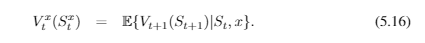 V_t^x(S_t^x) = 𝔼{V_{t+1}(S_{t+1})|S_t, x}. (5.16)